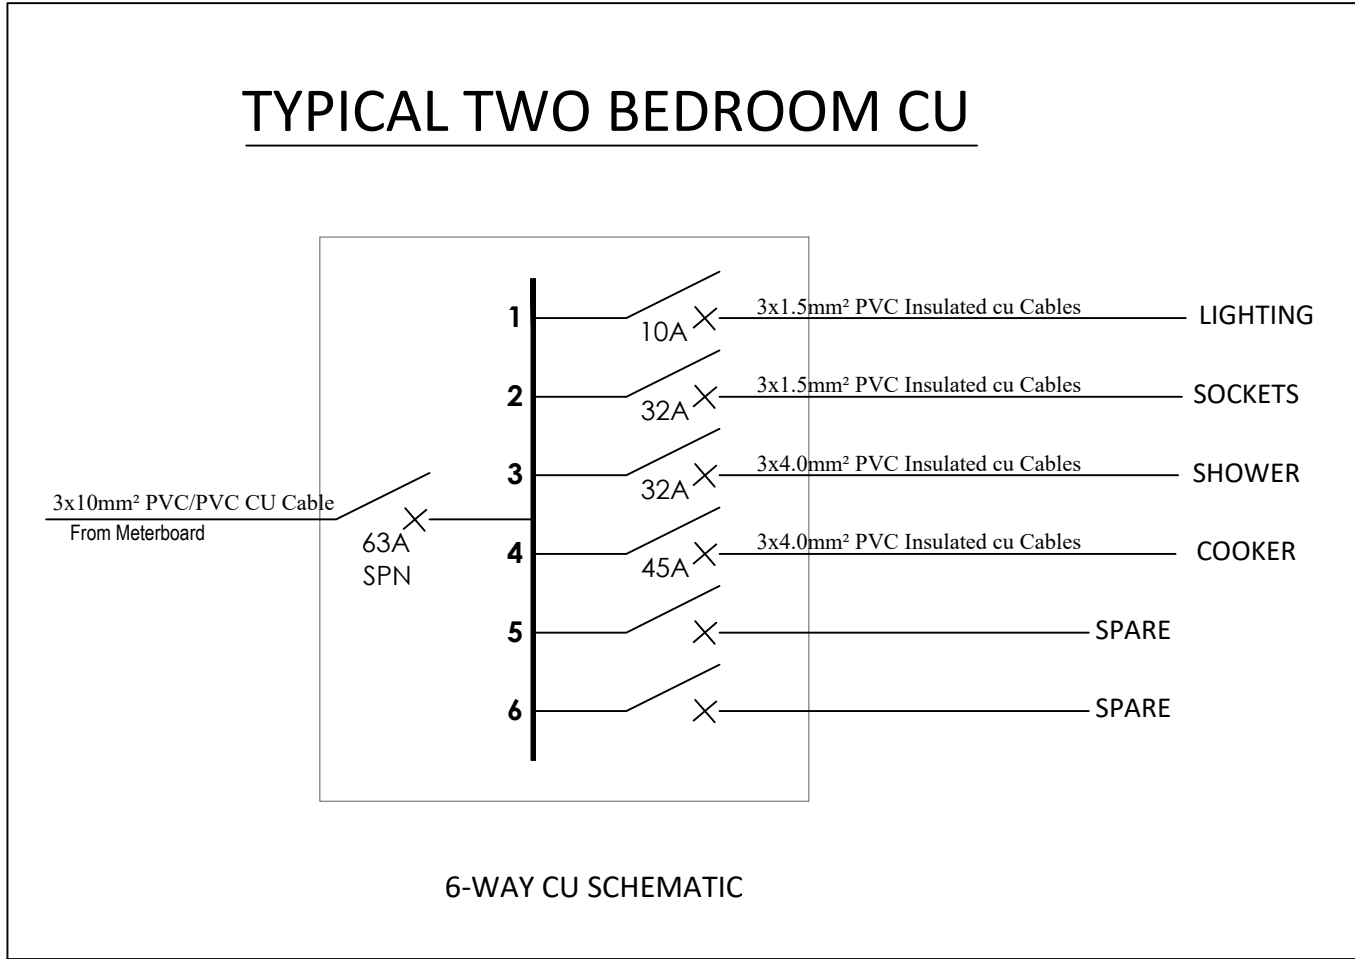 TYPICAL TWO BEDROOM CU
1
10A
3x1.5mm² PVC Insulated cu Cables
LIGHTING
2
32A
3x1.5mm² PVC Insulated cu Cables
SOCKETS
3
32A
3x4.0mm² PVC Insulated cu Cables
SHOWER
3x10mm² PVC/PVC CU Cable
From Meterboard
63A
SPN
4
45A
3x4.0mm² PVC Insulated cu Cables
COOKER
5
SPARE
6
SPARE
6-WAY CU SCHEMATIC